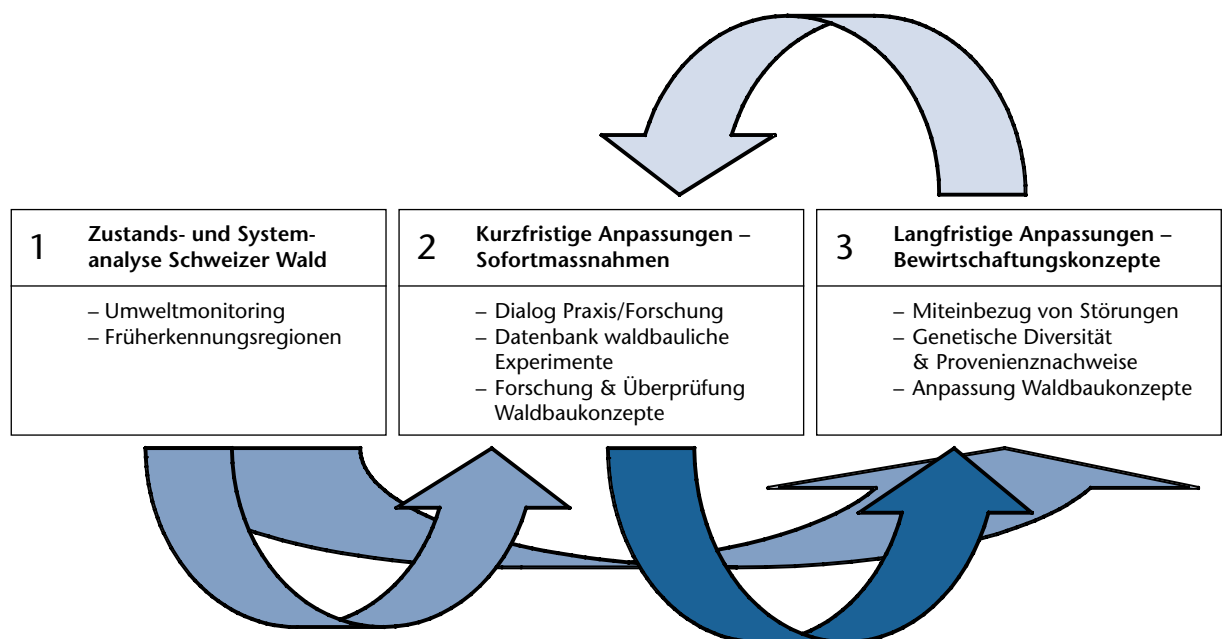 1
Zustands- und System-
analyse Schweizer Wald
– Umweltmonitoring
– Früherkennungsregionen
2
Kurzfristige Anpassungen –
Sofortmassnahmen
– Dialog Praxis/Forschung
– Datenbank waldbauliche
Experimente
– Forschung & Überprüfung
Waldbaukonzepte
3
Langfristige Anpassungen –
Bewirtschaftungskonzepte
– Miteinbezug von Störungen
– Genetische Diversität
& Provenienznachweise
– Anpassung Waldbaukonzepte